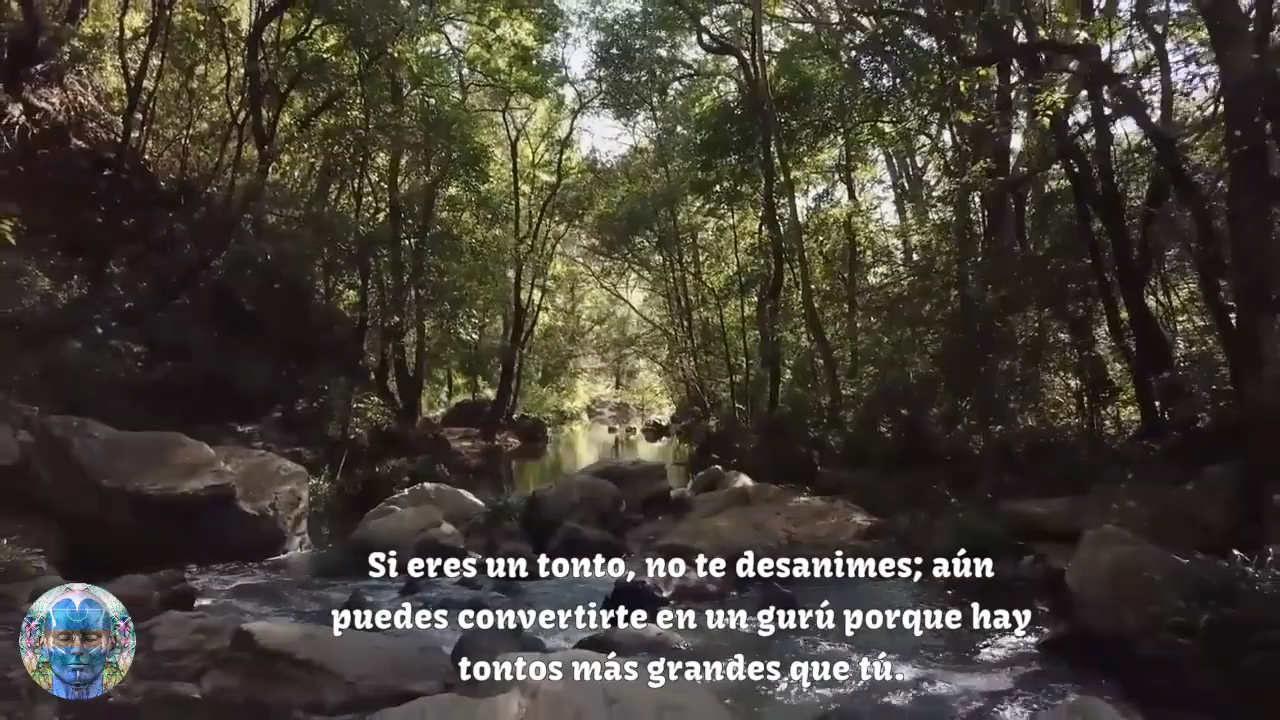 Si eres un tonto, no te desanimes; aún
puedes convertirte en un gurú porque hay
tontos más grandes que tú.